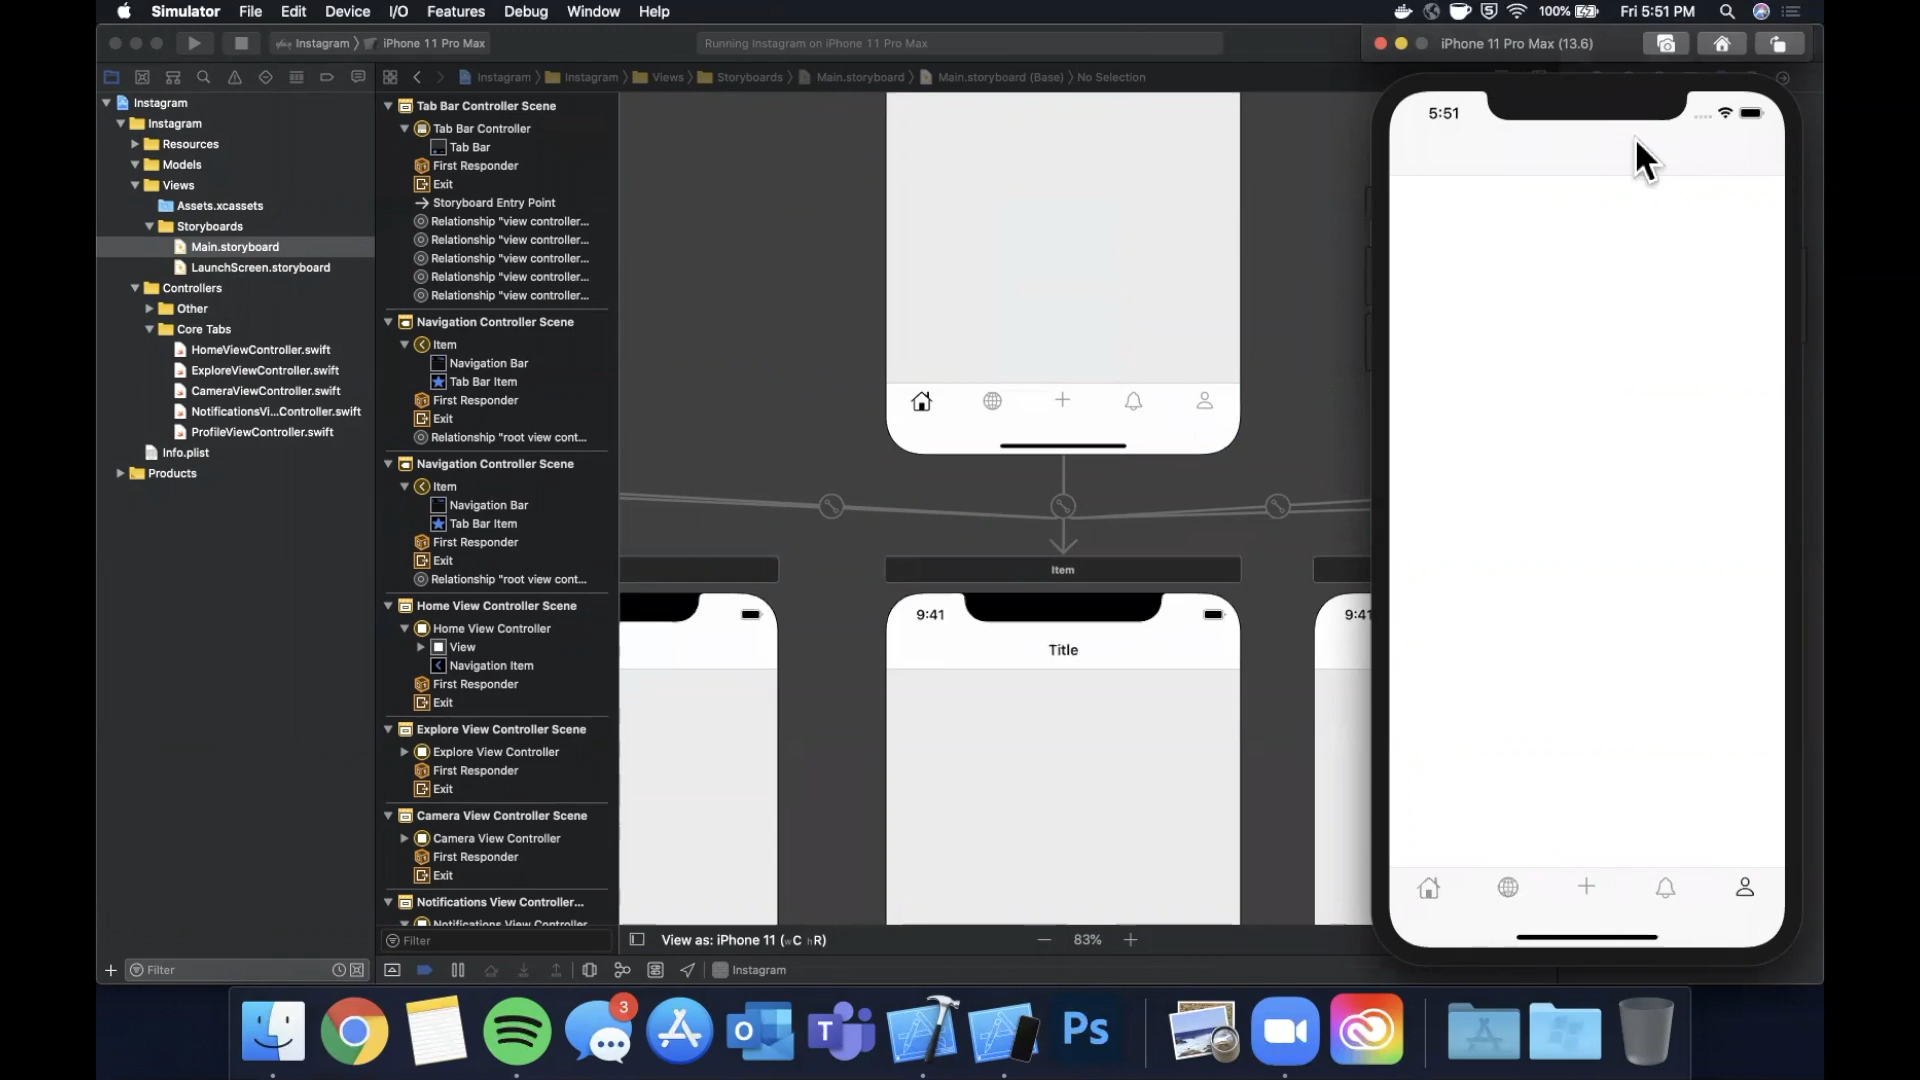 Simulator File Edit Device I/O Features Debug Window Help
100% Fri 5:51 PM
Instagram iPhone 11 Pro Max
Running Instagram on iPhone 11 Pro Max
iPhone 11 Pro Max (13.6)
Instagram Instagram Views Storyboards Main.storyboard Main.storyboard (Base) No Selection
Instagram
Instagram
Resources
Models
Views
Assets.xcassets
Storyboards
Main.storyboard
LaunchScreen.storyboard
Controllers
Other
Core Tabs
HomeViewController.swift
ExploreViewController.swift
CameraViewController.swift
NotificationsVi...Controller.swift
ProfileViewController.swift
Info.plist
Products
Filter
Tab Bar Controller Scene
Tab Bar Controller
Tab Bar
First Responder
Exit
Storyboard Entry Point
Relationship "view controller...
Relationship "view controller...
Relationship "view controller...
Relationship "view controller...
Relationship "view controller...
Navigation Controller Scene
Item
Navigation Bar
Tab Bar Item
First Responder
Exit
Relationship "root view cont...
Navigation Controller Scene
Item
Navigation Bar
Tab Bar Item
First Responder
Exit
Relationship "root view cont...
Home View Controller Scene
Home View Controller
View
Navigation Item
First Responder
Exit
Explore View Controller Scene
Explore View Controller
First Responder
Exit
Camera View Controller Scene
Camera View Controller
First Responder
Exit
Notifications View Controller...
Notifications View Controller
Filter
Item
9:41
Title
9:41
View as: iPhone 11 (wC hR)
83%
Instagram
5:51
3
Ps